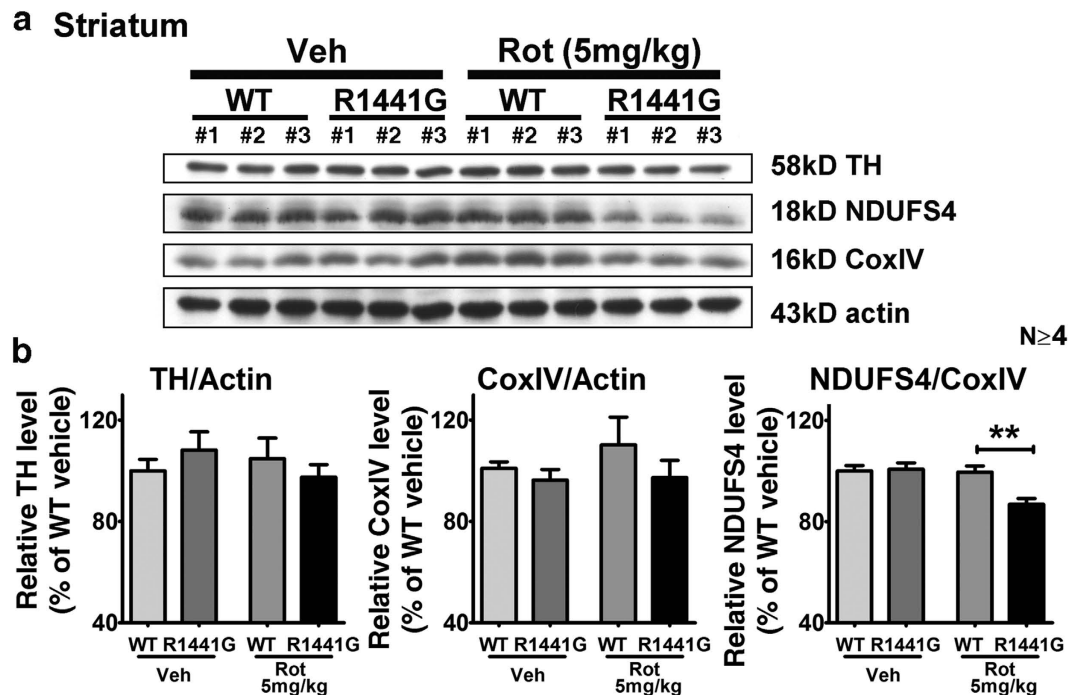 a Striatum
Veh Rot (5mg/kg)
WT R1441G WT R1441G
#1 #2 #3 #1 #2 #3 #1 #2 #3 #1 #2 #3
58kD TH
18kD NDUFS4
16kD CoxIV
43kD actin
N≥4
b
TH/Actin
Relative TH level
(% of WT vehicle)
120
80
40
WT R1441G WT R1441G
Veh Rot
5mg/kg
CoxIV/Actin
Relative CoxIV level
(% of WT vehicle)
120
80
40
WT R1441G WT R1441G
Veh Rot
5mg/kg
NDUFS4/CoxIV
Relative NDUFS4 level
(% of WT vehicle)
120
80
40
**
WT R1441G WT R1441G
Veh Rot
5mg/kg